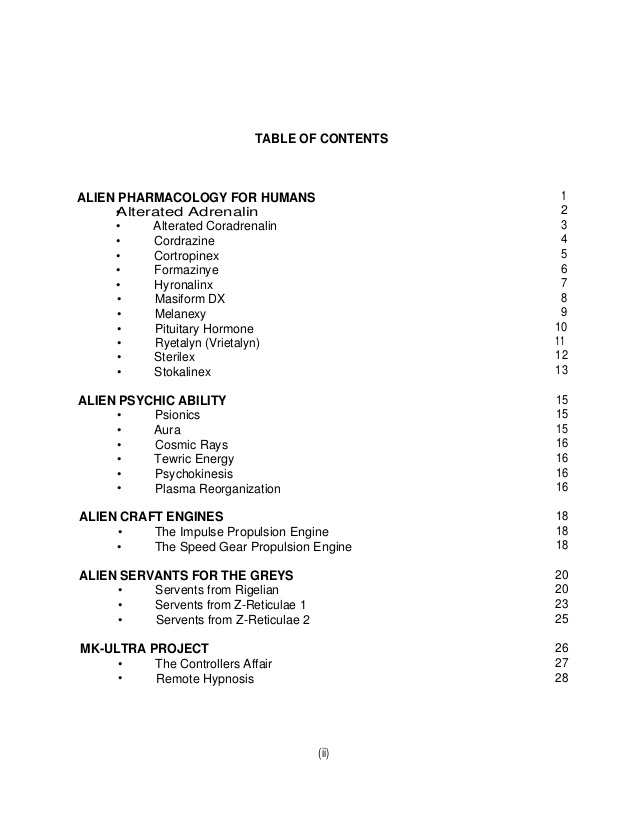 TABLE OF CONTENTS
ALIEN PHARMACOLOGY FOR HUMANS 1
• Alterated Adrenalin 2
• Alterated Coradrenalin 3
• Cordrazine 4
• Cortropinex 5
• Formazinye 6
• Hyronalinx 7
• Masiform DX 8
• Melanexy 9
• Pituitary Hormone 10
• Ryetalyn (Vrietalyn) 11
• Sterilex 12
• Stokalinex 13
ALIEN PSYCHIC ABILITY 15
• Psionics 15
• Aura 15
• Cosmic Rays 16
• Tewric Energy 16
• Psychokinesis 16
• Plasma Reorganization 16
ALIEN CRAFT ENGINES 18
• The Impulse Propulsion Engine 18
• The Speed Gear Propulsion Engine 18
ALIEN SERVANTS FOR THE GREYS 20
• Servents from Rigelian 20
• Servents from Z-Reticulae 1 23
• Servents from Z-Reticulae 2 25
MK-ULTRA PROJECT 26
• The Controllers Affair 27
• Remote Hypnosis 28
(ii)